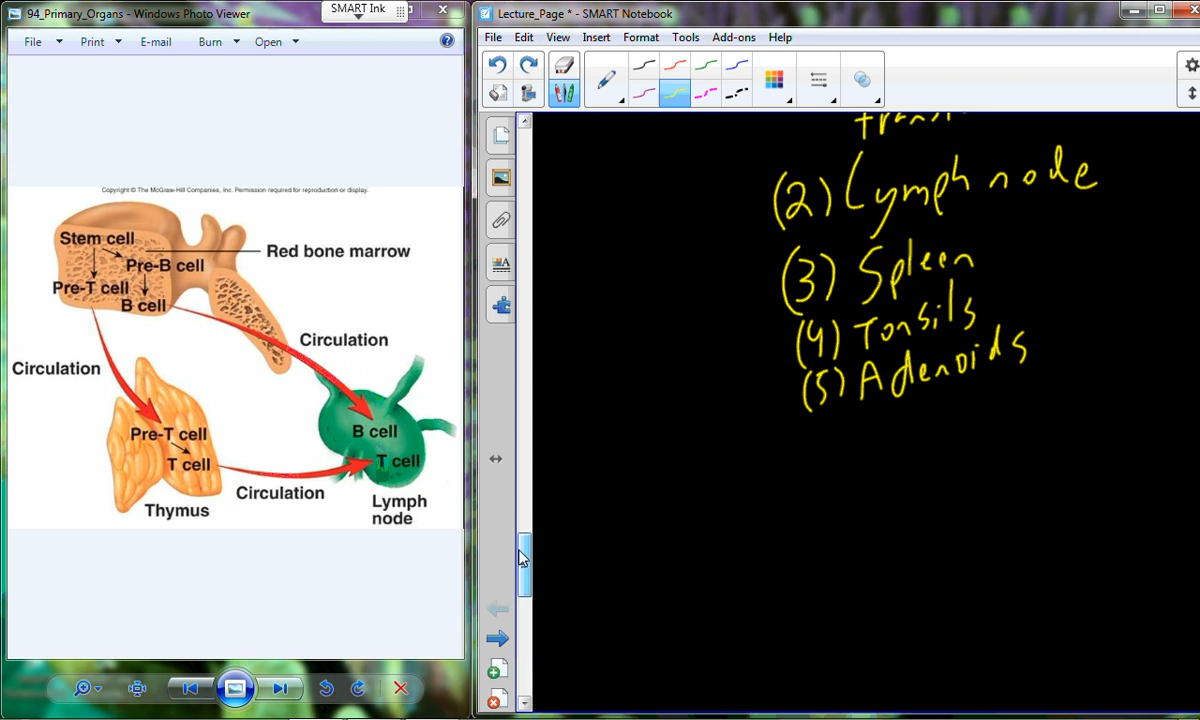 94_Primary_Organs - Windows Photo Viewer
SMART Ink
File Print E-mail Burn Open
Copyright © The McGraw-Hill Companies, Inc. Permission required for reproduction or display.
Stem cell
Red bone marrow
Pre-B cell
Pre-T cell
B cell
Circulation
Circulation
Pre-T cell
T cell
B cell
T cell
Circulation
Thymus
Lymph
node
Lecture_Page * - SMART Notebook
File Edit View Insert Format Tools Add-ons Help
(2) Lymph node
(3) Spleen
(4) Tonsils
(5) Adenoids